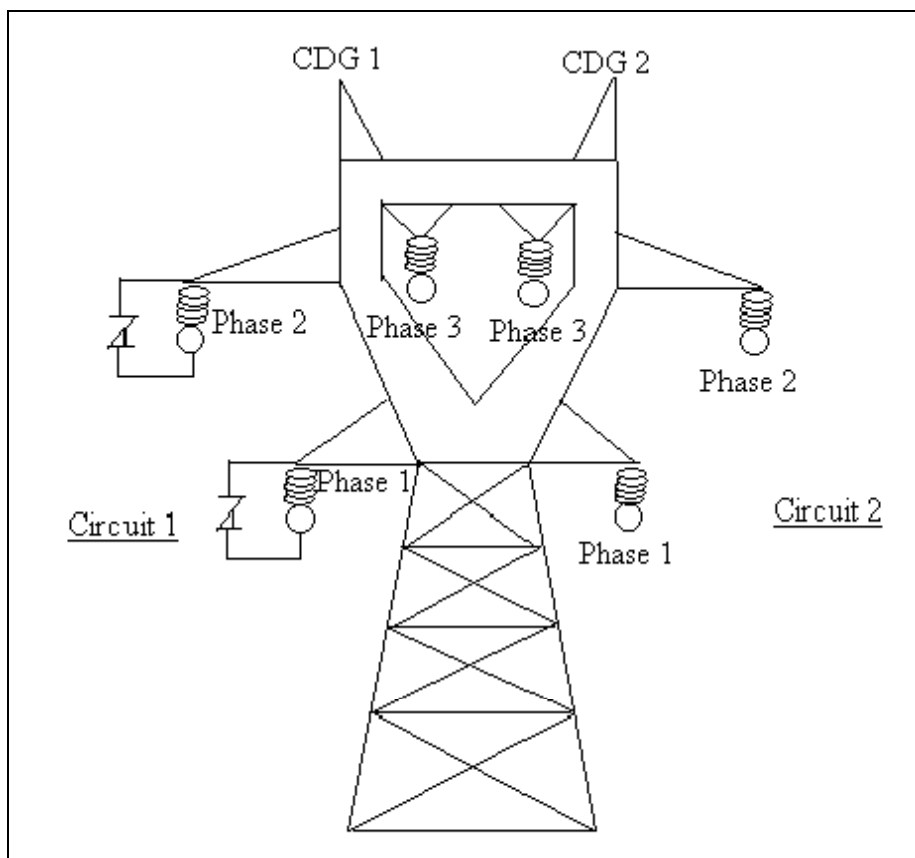 CDG 1
CDG 2
Phase 2
Phase 3
Phase 3
Phase 2
Phase 1
Circuit 1
Circuit 2
Phase 1